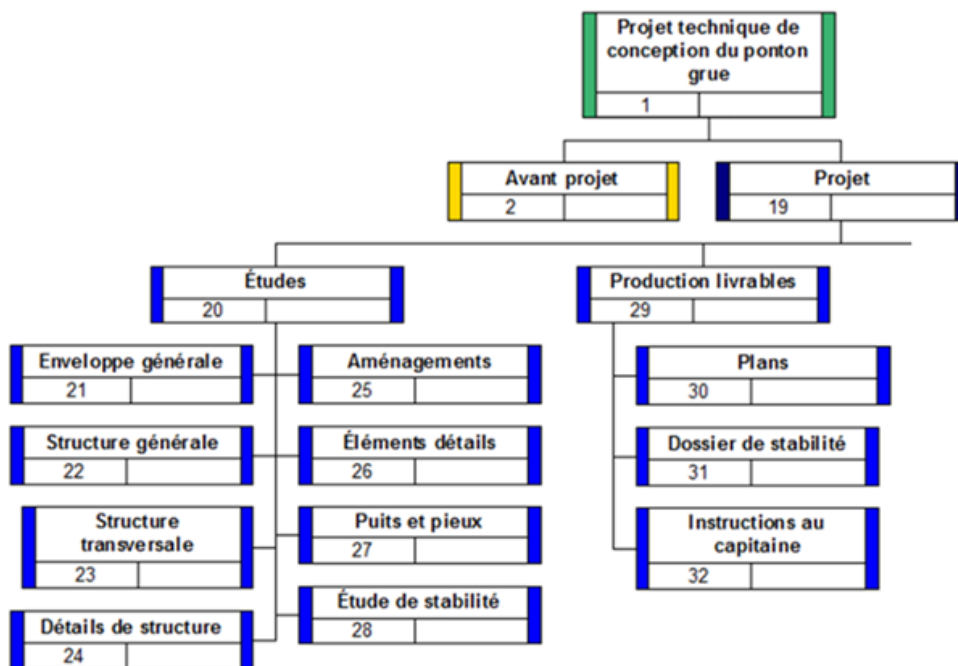 Projet technique de
conception du ponton
grue
1
Avant projet
2
Projet
19
Études
20
Production livrables
29
Enveloppe générale
21
Aménagements
25
Plans
30
Structure générale
22
Éléments détails
26
Dossier de stabilité
31
Structure
transversale
23
Puits et pieux
27
Instructions au
capitaine
32
Détails de structure
24
Étude de stabilité
28